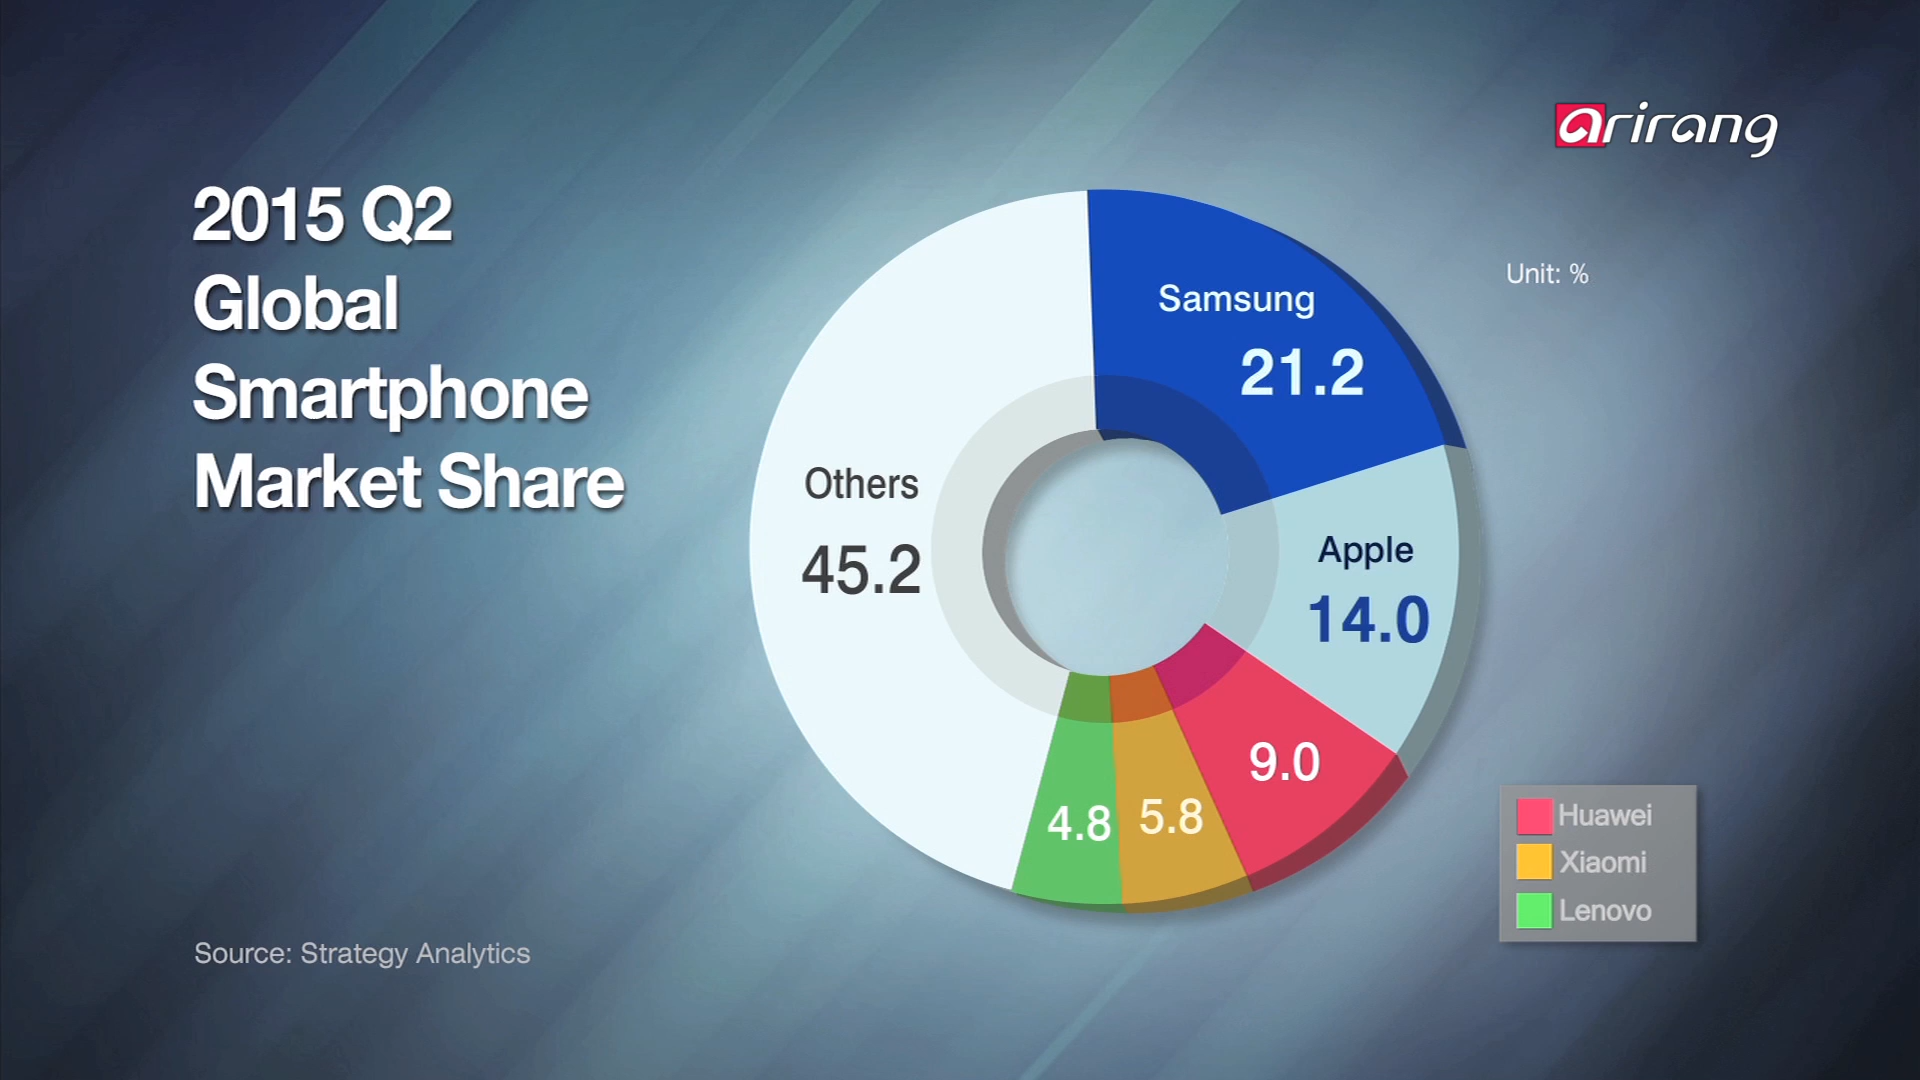 arirang
2015 Q2
Global
Smartphone
Market Share
Unit: %
Samsung
21.2
Others
45.2
Apple
14.0
9.0
5.8
4.8
Huawei
Xiaomi
Lenovo
Source: Strategy Analytics